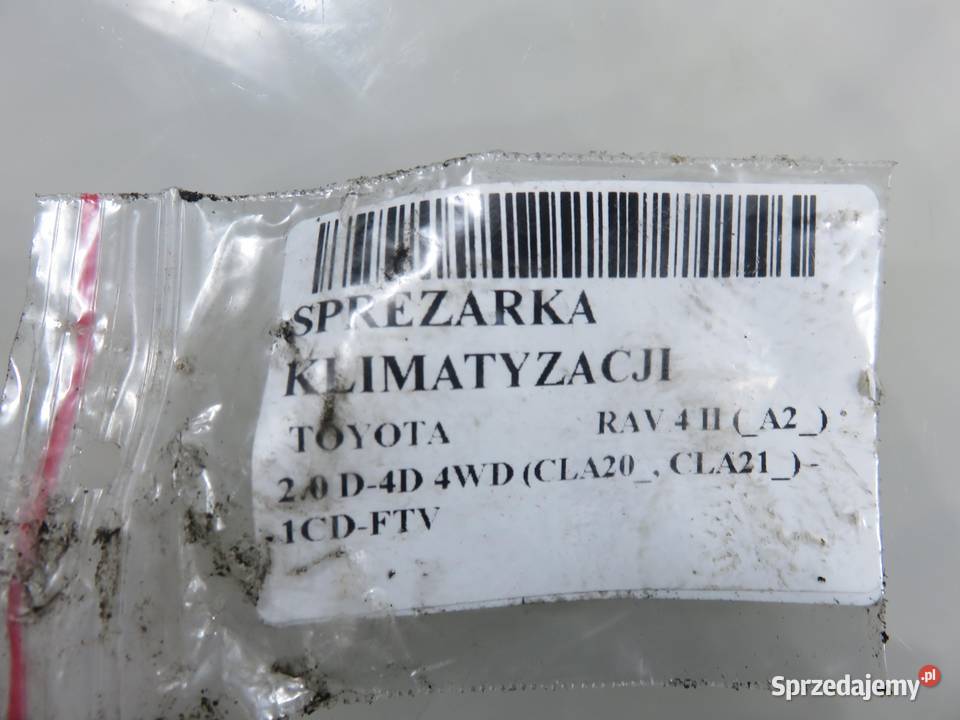 SPREZARKA
KLIMATYZACJI
TOYOTA RAV 4 II (_A2_)
2.0 D-4D 4WD (CLA20_, CLA21_) -
1CD-FTV
Sprzedajemy.pl